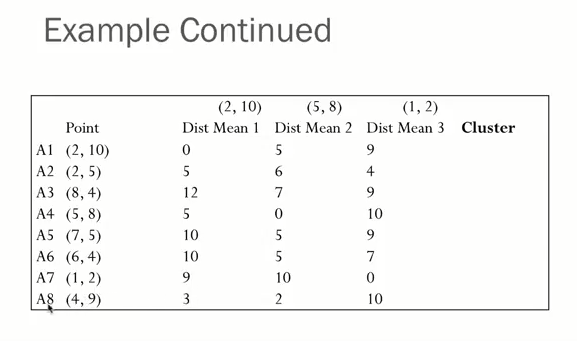 Example Continued
(2, 10) (5, 8) (1, 2)
Point Dist Mean 1 Dist Mean 2 Dist Mean 3 Cluster
A1 (2, 10) 0 5 9
A2 (2, 5) 5 6 4
A3 (8, 4) 12 7 9
A4 (5, 8) 5 0 10
A5 (7, 5) 10 5 9
A6 (6, 4) 10 5 7
A7 (1, 2) 9 10 0
A8 (4, 9) 3 2 10